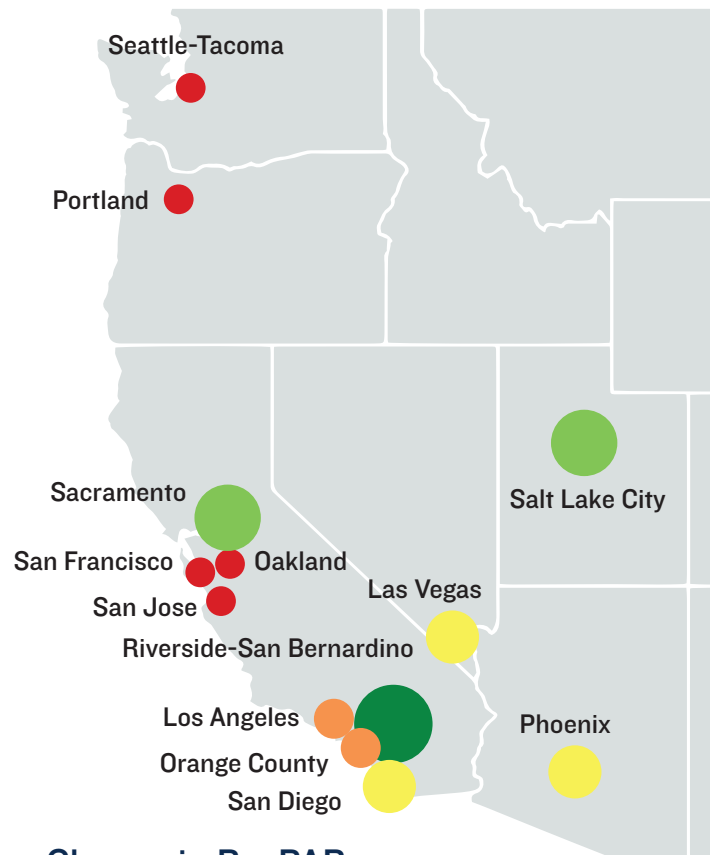 Seattle-Tacoma
Portland
Sacramento
Salt Lake City
San Francisco
Oakland
Las Vegas
San Jose
Riverside-San Bernardino
Los Angeles
Phoenix
Orange County
San Diego